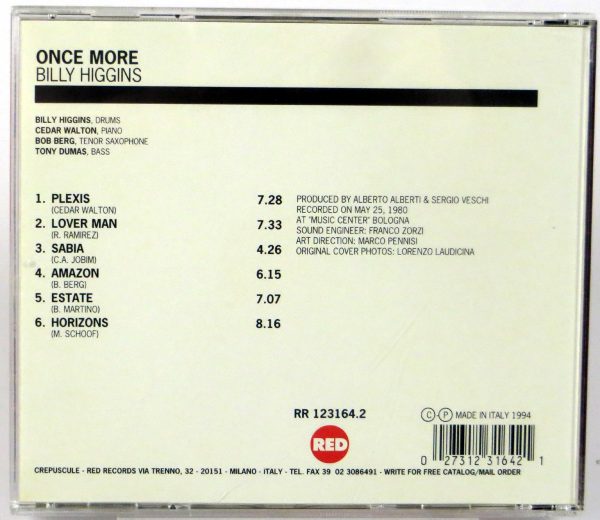 ONCE MORE
BILLY HIGGINS
BILLY HIGGINS, DRUMS
CEDAR WALTON, PIANO
BOB BERG, TENOR SAXOPHONE
TONY DUMAS, BASS
1. PLEXIS 7.28
(CEDAR WALTON)
2. LOVER MAN 7.33
(R. RAMIREZ)
3. SABIA 4.26
(C.A. JOBIM)
4. AMAZON 6.15
(B. BERG)
5. ESTATE 7.07
(B. MARTINO)
6. HORIZONS 8.16
(M. SCHOOF)
PRODUCED BY ALBERTO ALBERTI & SERGIO VESCHI
RECORDED ON MAY 25, 1980
AT "MUSIC CENTER" BOLOGNA
SOUND ENGINEER: FRANCO ZORZI
ART DIRECTION: MARCO PENNISI
ORIGINAL COVER PHOTOS: LORENZO LAUDICINA
RR 123164.2
RED
C-P MADE IN ITALY 1994
0 27312 31642 1
CREPUSCULE - RED RECORDS VIA TRENNO, 32 - 20151 - MILANO - ITALY - TEL. FAX 39 02 3086491 - WRITE FOR FREE CATALOG/MAIL ORDER